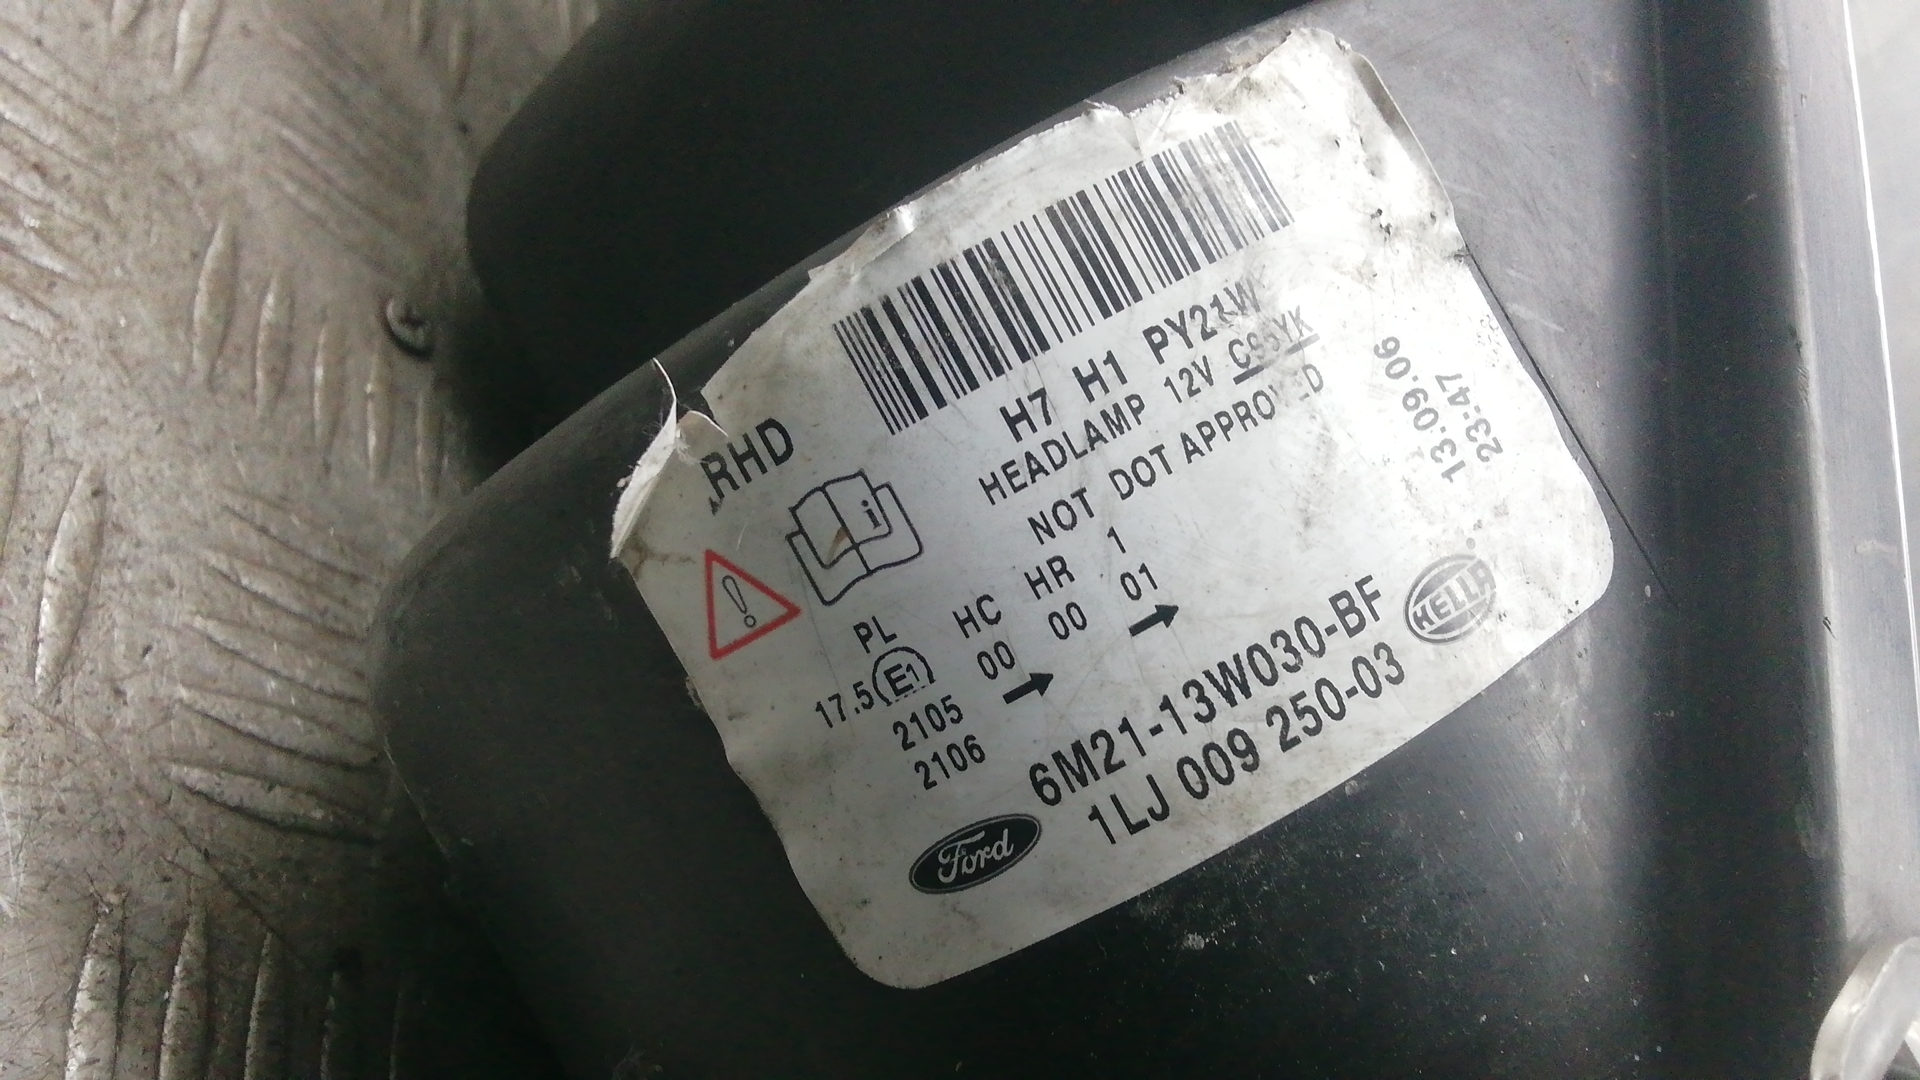 RHD
H7 H1 PY21W
HEADLAMP 12V
NOT DOT APPROVED
PL HC HR 1
17.5 E1 00 00 01
2105
2106
6M21-13W030-BF
1LJ 009 250-03
Ford
HELLA
13.09.06
23:47
i